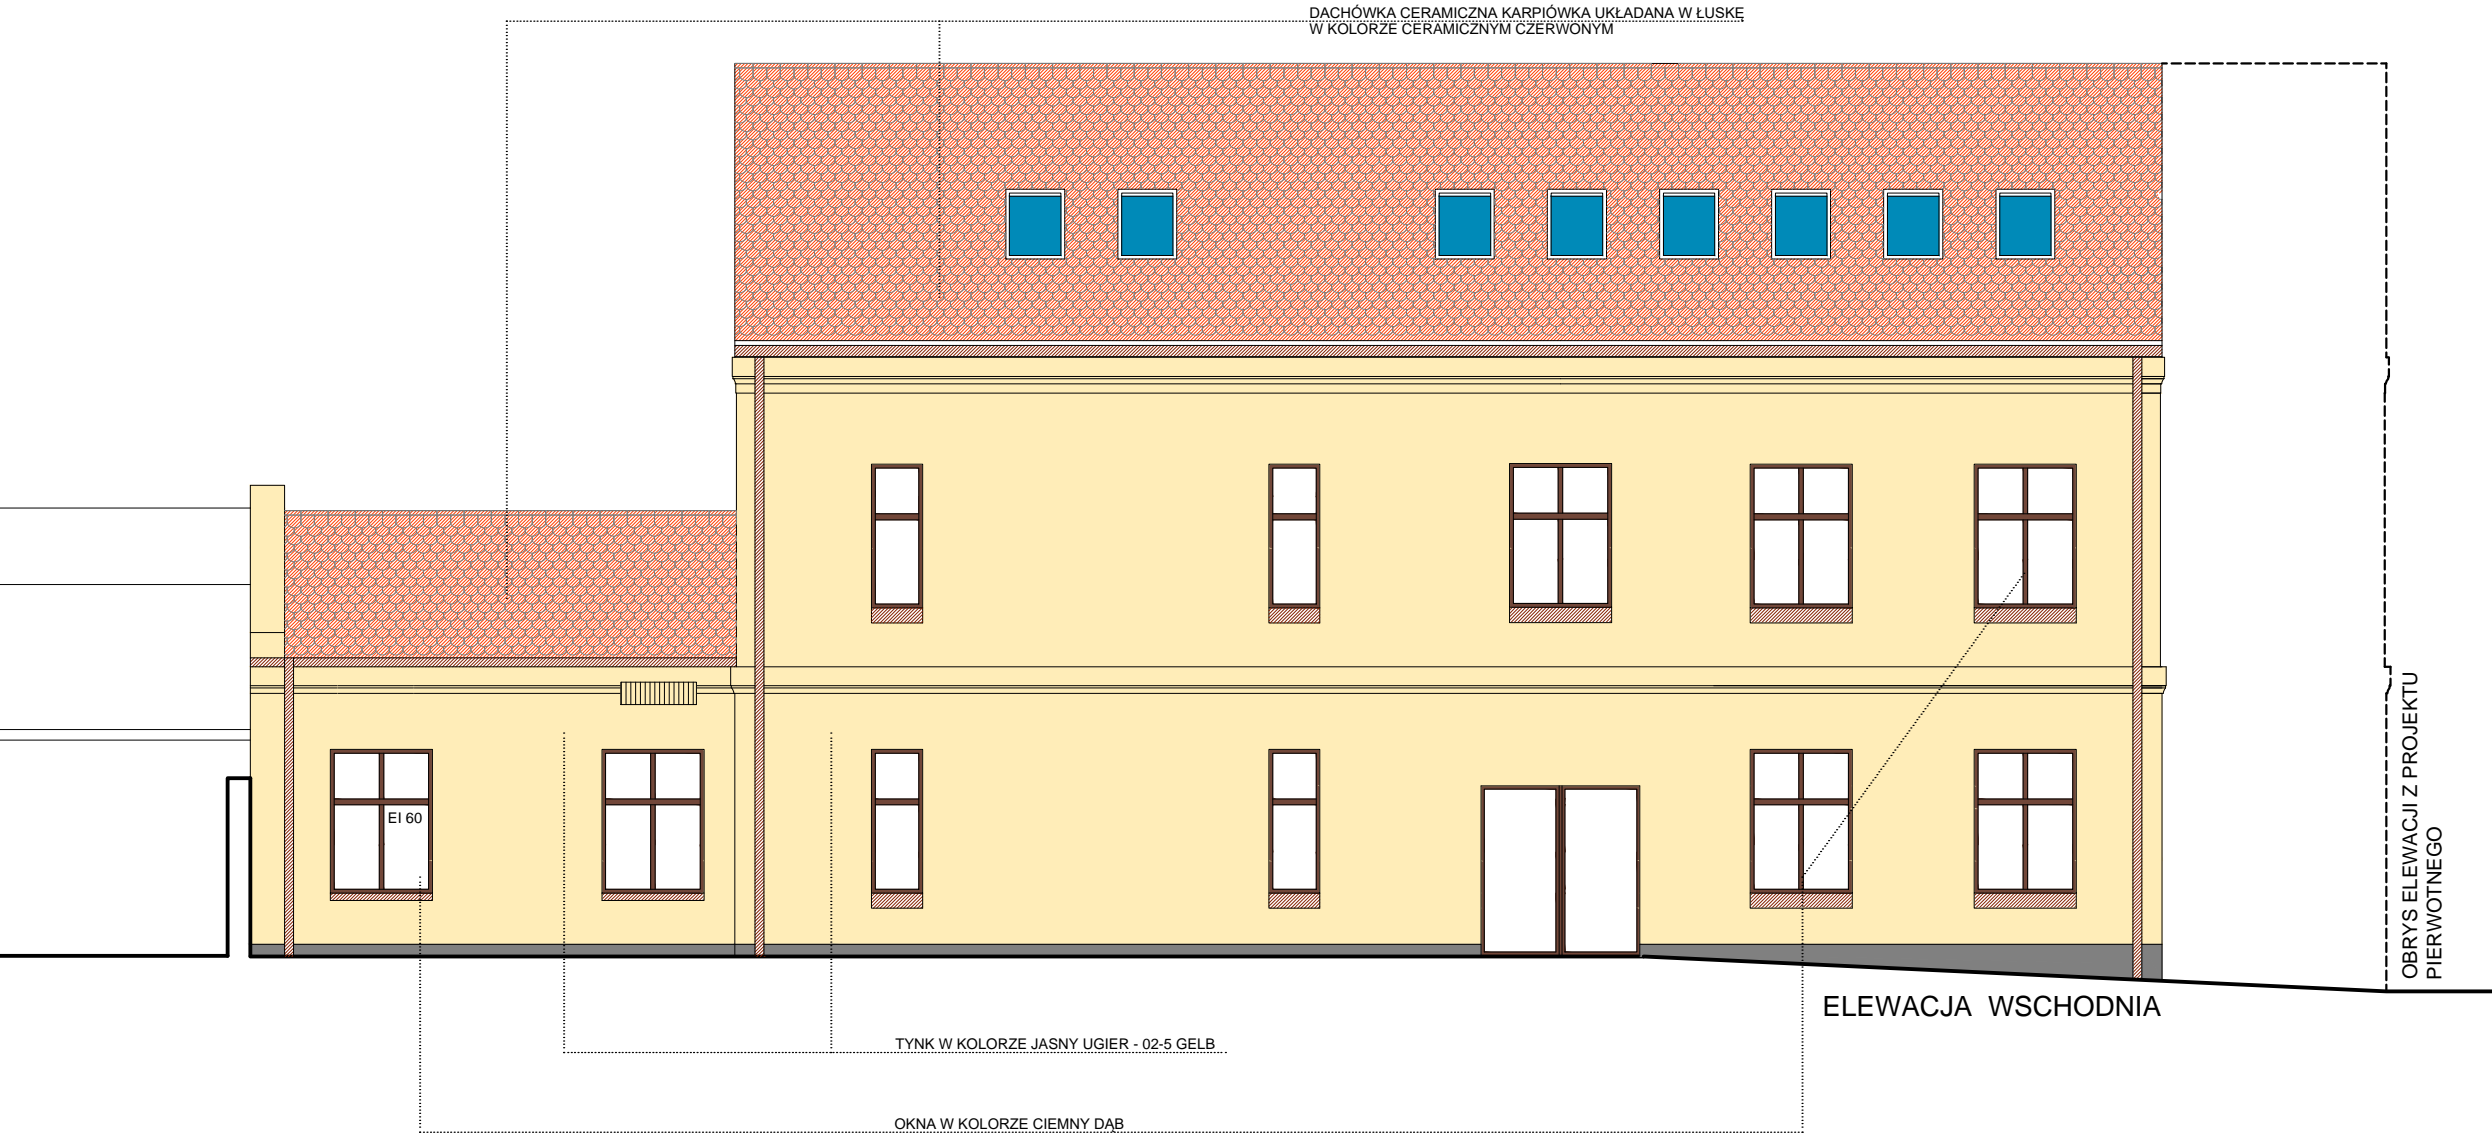 DACHÓWKA CERAMICZNA KARPIÓWKA UKŁADANA W ŁUSKĘ
W KOLORZE CERAMICZNYM CZERWONYM
EI 60
OBRYS ELEWACJI Z PROJEKTU
PIERWOTNEGO
ELEWACJA WSCHODNIA
TYNK W KOLORZE JASNY UGIER - 02-5 GELB
OKNA W KOLORZE CIEMNY DĄB